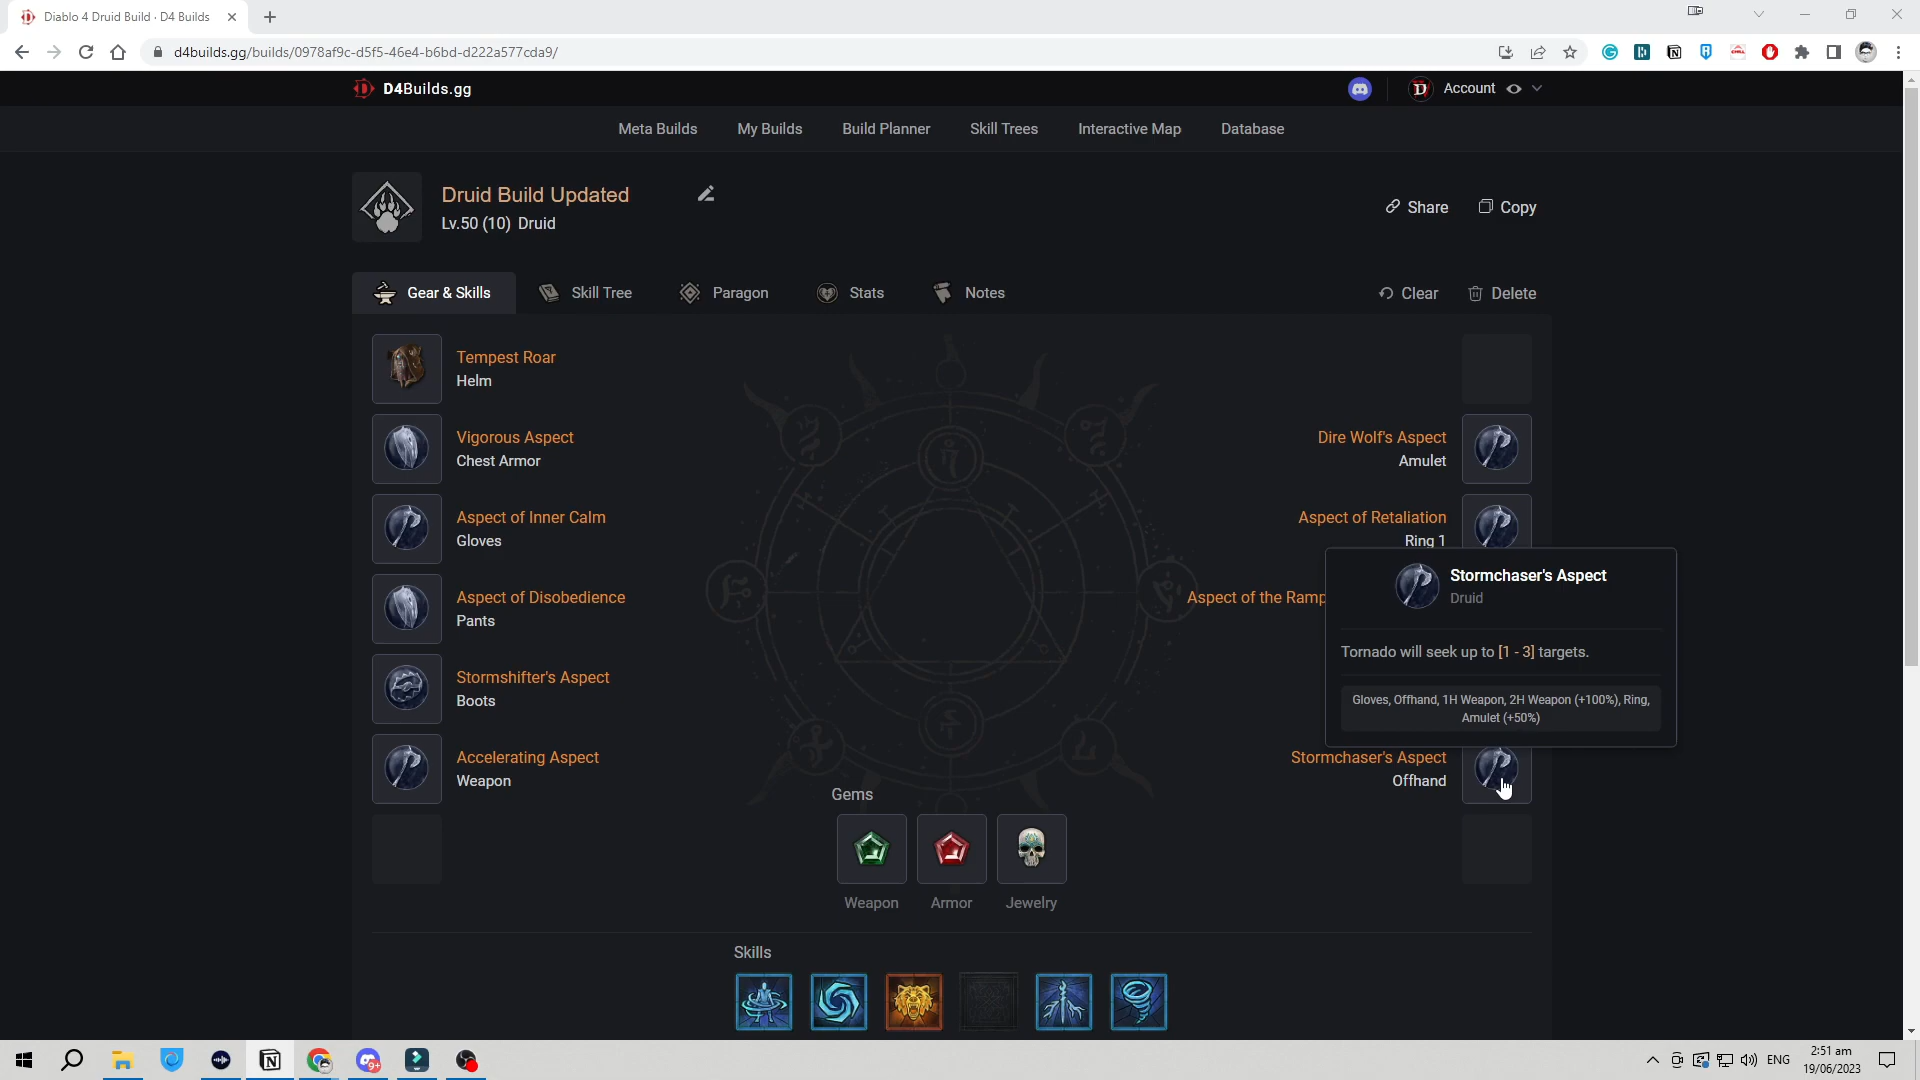 Diablo 4 Druid Build - D4 Builds
d4builds.gg/builds/0978af9c-d5f5-46e4-b6bd-d222a577cda9/
D4Builds.gg
Account
Meta Builds
My Builds
Build Planner
Skill Trees
Interactive Map
Database
Druid Build Updated
Lv.50 (10) Druid
Share
Copy
Gear & Skills
Skill Tree
Paragon
Stats
Notes
Clear
Delete
Tempest Roar
Helm
Vigorous Aspect
Chest Armor
Dire Wolf's Aspect
Amulet
Aspect of Inner Calm
Gloves
Aspect of Retaliation
Ring 1
Aspect of Disobedience
Pants
Aspect of the Ramp
Stormchaser's Aspect
Druid
Tornado will seek up to [1 - 3] targets.
Gloves, Offhand, 1H Weapon, 2H Weapon (+100%), Ring,
Amulet (+50%)
Stormshifter's Aspect
Boots
Accelerating Aspect
Weapon
Stormchaser's Aspect
Offhand
Gems
Weapon
Armor
Jewelry
Skills
9+
ENG
2:51 am
19/06/2023